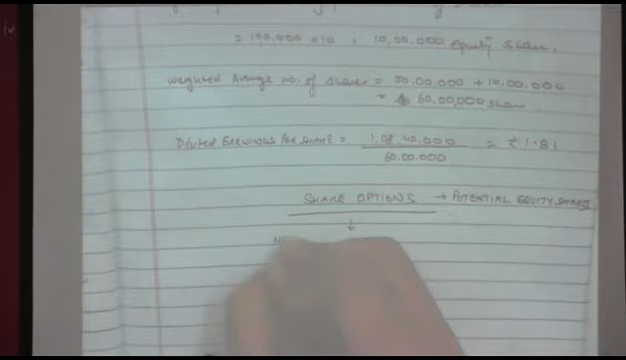 = 100,000 x 10 = 10,00,000 equity shares.
Weighted Average no. of shares = 50,00,000 + 10,00,000
= 60,00,000 shares
Diluted Earnings Per Share = 1,08,40,000 / 60,00,000 = ₹ 1.81
SHARE OPTIONS → POTENTIAL EQUITY SHARES
↓